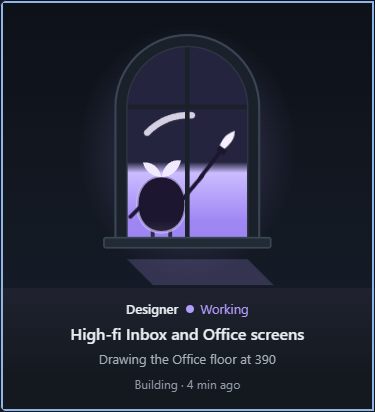 Designer ● Working
High-fi Inbox and Office screens
Drawing the Office floor at 390
Building · 4 min ago